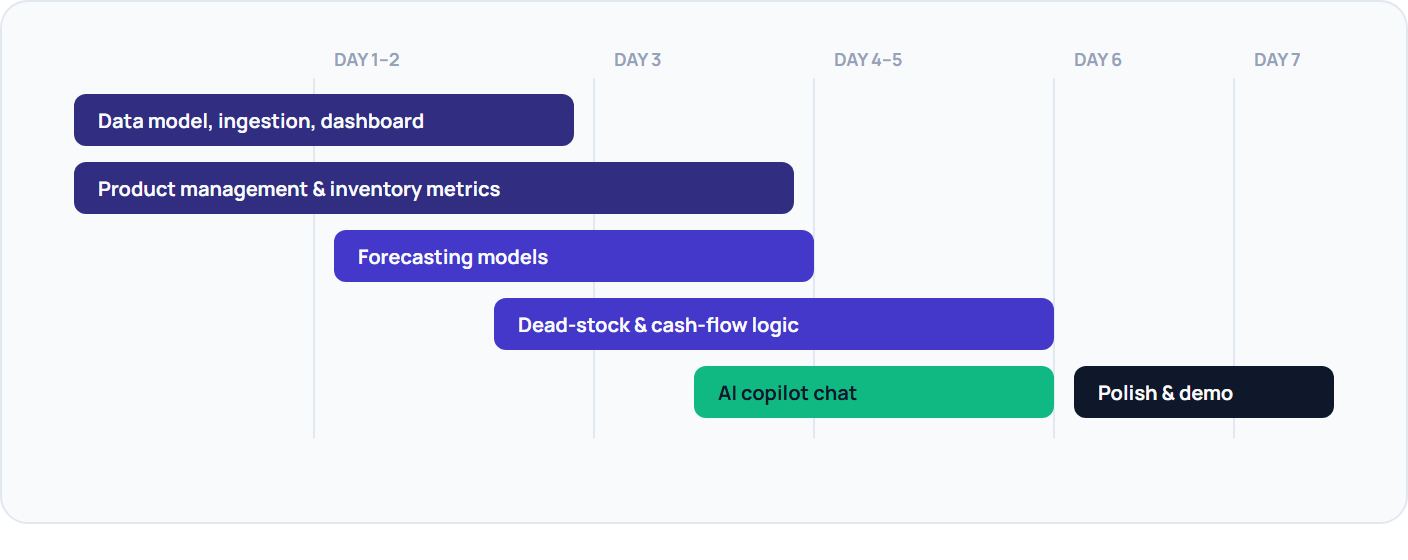 DAY 1–2
DAY 3
DAY 4–5
DAY 6
DAY 7
Data model, ingestion, dashboard
Product management & inventory metrics
Forecasting models
Dead-stock & cash-flow logic
AI copilot chat
Polish & demo